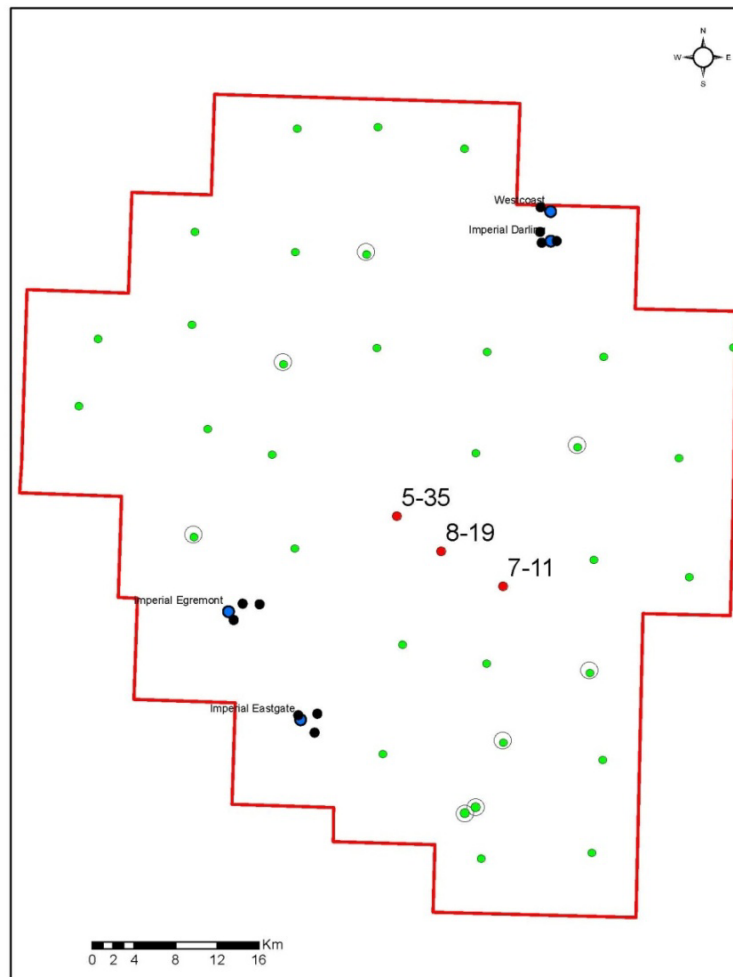 N
W E
S
Westcoast
Imperial Darling
5-35
8-19
7-11
Imperial Egremont
Imperial Eastgate
Km
0 2 4 8 12 16